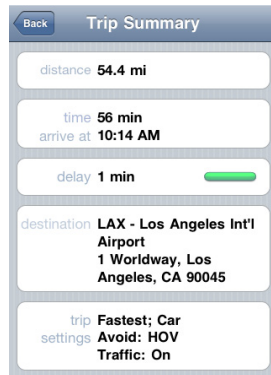 Back
Trip Summary
distance 54.4 mi
time 56 min
arrive at 10:14 AM
delay 1 min
destination LAX - Los Angeles Int'l
Airport
1 Worldway, Los
Angeles, CA 90045
trip Fastest; Car
settings Avoid: HOV
Traffic: On